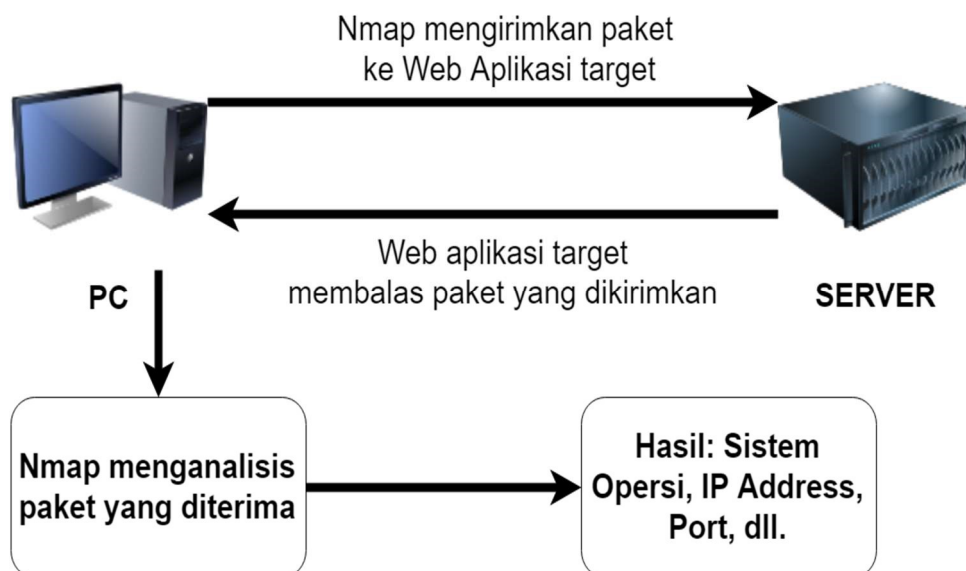 Nmap mengirimkan paket
ke Web Aplikasi target
Web aplikasi target
membalas paket yang dikirimkan
PC
SERVER
Nmap menganalisis
paket yang diterima
Hasil: Sistem
Opersi, IP Address,
Port, dll.